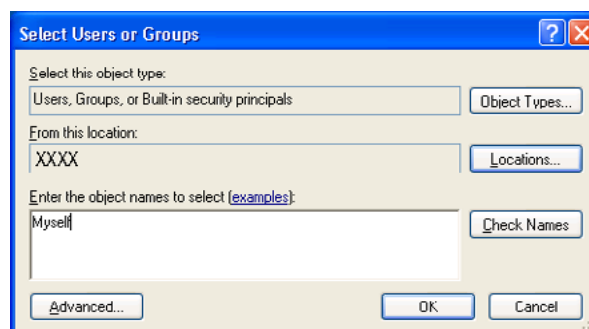 Select Users or Groups
Select this object type:
Users, Groups, or Built-in security principals
Object Types...
From this location:
XXXX
Locations...
Enter the object names to select (examples):
Myself
Check Names
Advanced...
OK
Cancel